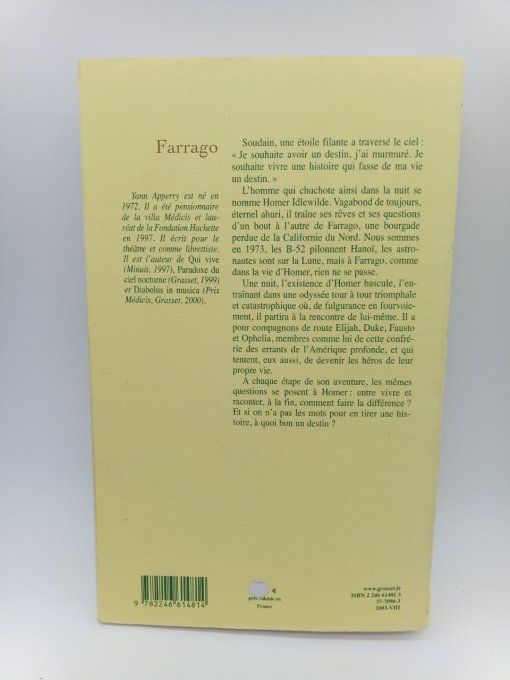 Farrago
Yann Apperry est né en
1972. Il a été pensionnaire
de la villa Médicis et lau-
réat de la Fondation Hachette
en 1997. Il écrit pour le
théâtre et comme librettiste.
Il est l'auteur de Qui vive
(Minuit, 1997), Paradoxe du
ciel nocturne (Grasset, 1999)
et Diabolus in musica (Prix
Médicis, Grasset, 2000).
Soudain, une étoile filante a traversé le ciel :
« Je souhaite avoir un destin, j'ai murmuré. Je
souhaite vivre une histoire qui fasse de ma vie
un destin. »
L'homme qui chuchote ainsi dans la nuit se
nomme Homer Idlewilde. Vagabond de toujours,
éternel ahuri, il traîne ses rêves et ses questions
d'un bout à l'autre de Farrago, une bourgade
perdue de la Californie du Nord. Nous sommes
en 1973, les B-52 pilonnent Hanoï, les astro-
nautes sont sur la Lune, mais à Farrago, comme
dans la vie d'Homer, rien ne se passe.
Une nuit, l'existence d'Homer bascule, l'en-
traînant dans une odyssée tour à tour triomphale
et catastrophique où, de fulgurance en fourvoie-
ment, il partira à la rencontre de lui-même. Il a
pour compagnons de route Elijah, Duke, Fausto
et Ophelia, membres comme lui de cette confré-
rie des errants de l'Amérique profonde, et qui
tentent, eux aussi, de devenir les héros de leur
propre vie.
A chaque étape de son aventure, les mêmes
questions se posent à Homer : entre vivre et
raconter, à la fin, comment faire la différence ?
Et si on n'a pas les mots pour en tirer une his-
toire, à quoi bon un destin ?
9 782246 614814
€
prix valable en
France
www.grasset.fr
ISBN 2 246 61481 3
37-7096-3
2003-VIII